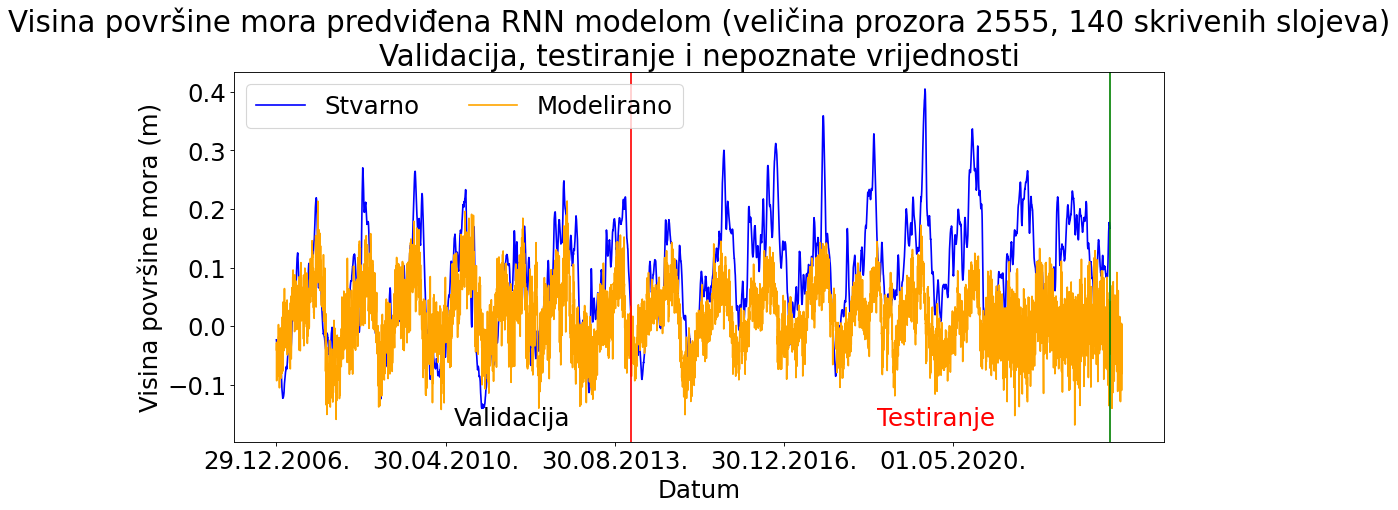 Visina površine mora predviđena RNN modelom (veličina prozora 2555, 140 skrivenih slojeva)
Validacija, testiranje i nepoznate vrijednosti
Stvarno Modelirano
Visina površine mora (m)
0.4
0.3
0.2
0.1
0.0
−0.1
Validacija
Testiranje
29.12.2006. 30.04.2010. 30.08.2013. 30.12.2016. 01.05.2020.
Datum